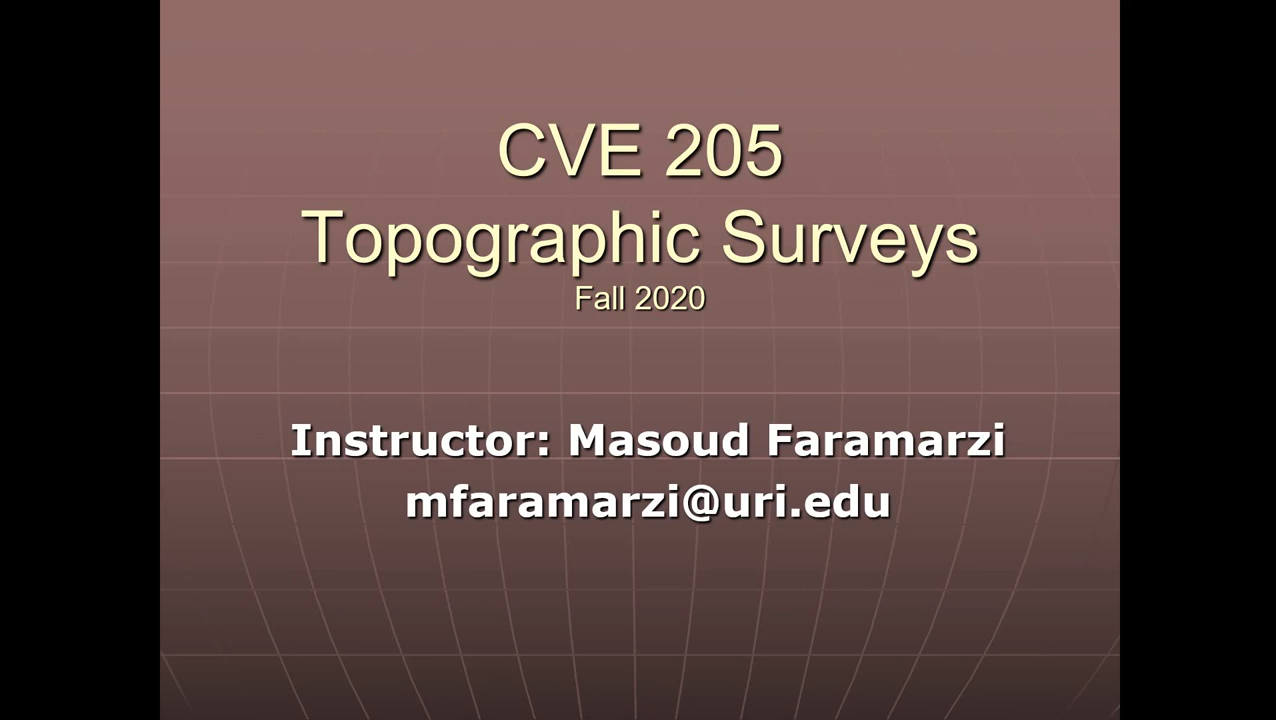 CVE 205
Topographic Surveys
Fall 2020
Instructor: Masoud Faramarzi
mfaramarzi@uri.edu